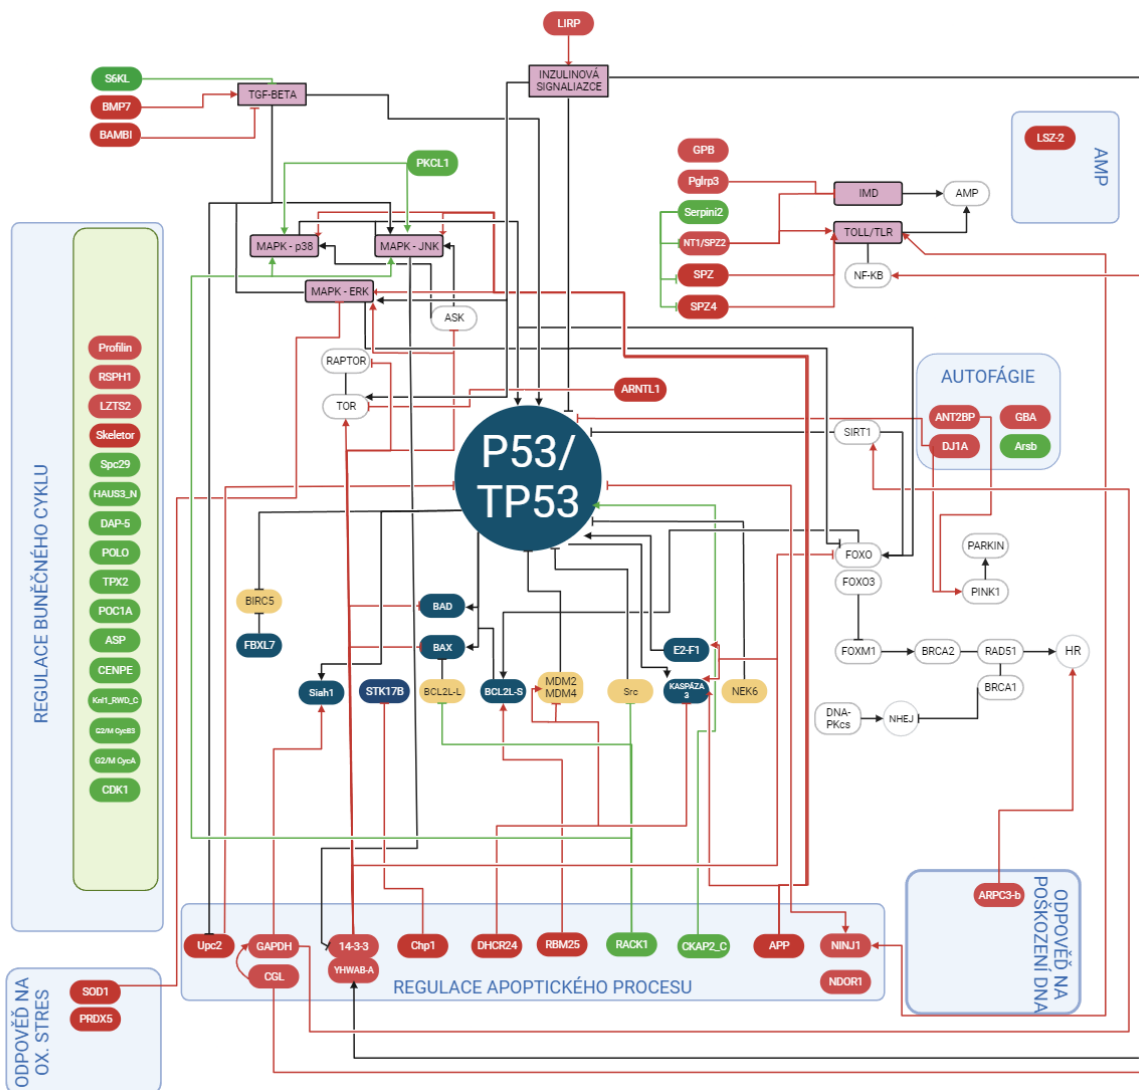 LIRP
INZULINOVÁ
SIGNALIAZCE
S6KL
BMP7
BAMBI
TGF-BETA
PKCL1
MAPK - p38
MAPK - JNK
MAPK - ERK
ASK
RAPTOR
TOR
ARNTL1
GPB
Pglrp3
Serpini2
NT1/SPZ2
SPZ
SPZ4
IMD
TOLL/TLR
AMP
NF-KB
LSZ-2
AMP
AUTOFÁGIE
ANT2BP
GBA
DJ1A
Arsb
SIRT1
P53/
TP53
FOXO
FOXO3
PARKIN
PINK1
FOXM1
BRCA2
RAD51
HR
BRCA1
DNA-
PKcs
NHEJ
REGULACE BUNĚČNÉHO CYKLU
Profilin
RSPH1
LZTS2
Skeletor
Spc29
HAUS3_N
DAP-5
POLO
TPX2
POC1A
ASP
CENPE
Knl1_RWD_C
G2/M CycB3
G2/M CycA
CDK1
BIRC5
FBXL7
BAD
BAX
Siah1
STK17B
BCL2L-L
BCL2L-S
MDM2
MDM4
Src
E2-F1
KASPÁZA
3
NEK6
ARPC3-b
ODPOVĚĎ NA
POŠKOZENÍ DNA
Upc2
GAPDH
CGL
14-3-3
YHWAB-A
Chp1
DHCR24
RBM25
RACK1
CKAP2_C
APP
NINJ1
NDOR1
REGULACE APOPTICKÉHO PROCESU
ODPOVĚĎ NA
OX. STRES
SOD1
PRDX5